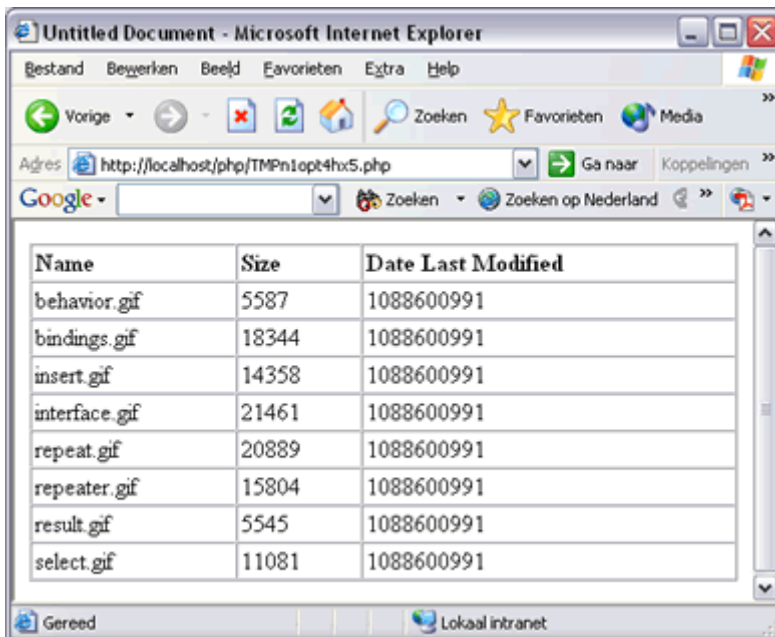 Untitled Document - Microsoft Internet Explorer
Bestand Bewerken Beeld Favorieten Extra Help
Vorige Zoeken Favorieten Media
Adres http://localhost/php/TMPn1opt4hx5.php Ga naar Koppelingen
Google Zoeken Zoeken op Nederland
Name Size Date Last Modified
behavior.gif 5587 1088600991
bindings.gif 18344 1088600991
insert.gif 14358 1088600991
interface.gif 21461 1088600991
repeat.gif 20889 1088600991
repeater.gif 15804 1088600991
result.gif 5545 1088600991
select.gif 11081 1088600991
Gereed Lokaal intranet